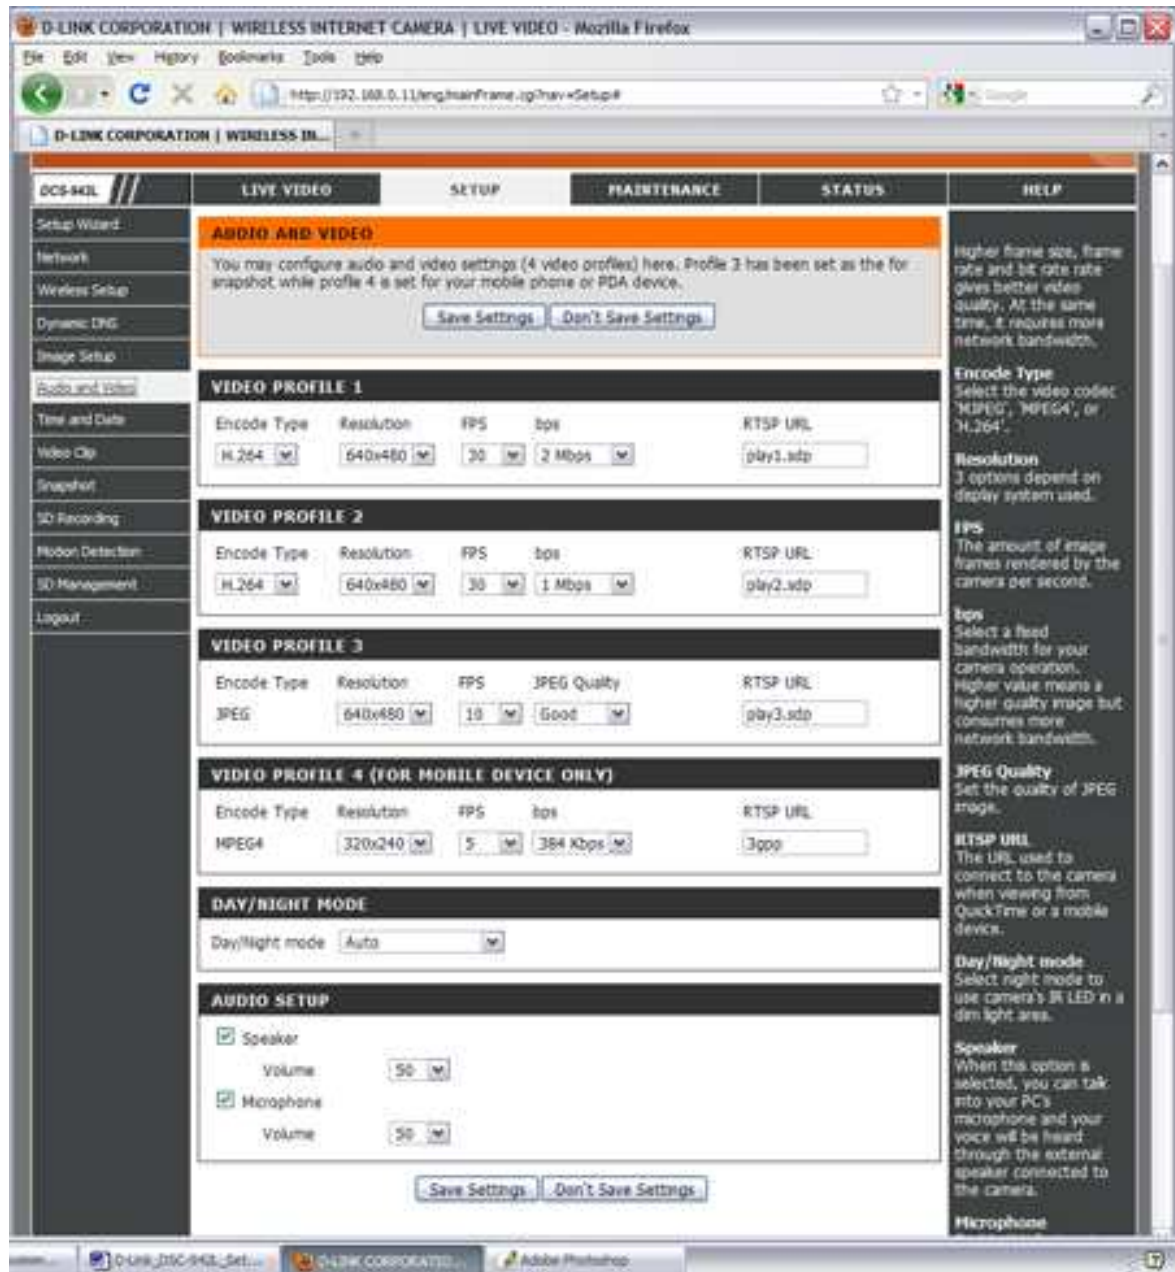 D-LINK CORPORATION | WIRELESS INTERNET CAMERA | LIVE VIDEO - Mozilla Firefox
File Edit View History Bookmarks Tools Help
http://192.168.0.11/eng/mainFrame.cgi?nav=Setup#
Google
D-LINK CORPORATION | WIRELESS IN...
DCS-942L
LIVE VIDEO
SETUP
MAINTENANCE
STATUS
HELP
Setup Wizard
Network
Wireless Setup
Dynamic DNS
Image Setup
Audio and Video
Time and Date
Video Clip
Snapshot
SD Recording
Motion Detection
SD Management
Logout
AUDIO AND VIDEO
You may configure audio and video settings (4 video profiles) here. Profile 3 has been set as the for
snapshot while profile 4 is set for your mobile phone or PDA device.
Save Settings Don't Save Settings
VIDEO PROFILE 1
Encode Type Resolution FPS bps RTSP URL
H.264 640x480 30 2 Mbps play1.sdp
VIDEO PROFILE 2
Encode Type Resolution FPS bps RTSP URL
H.264 640x480 30 1 Mbps play2.sdp
VIDEO PROFILE 3
Encode Type Resolution FPS JPEG Quality RTSP URL
JPEG 640x480 10 Good play3.sdp
VIDEO PROFILE 4 (FOR MOBILE DEVICE ONLY)
Encode Type Resolution FPS bps RTSP URL
MPEG4 320x240 5 384 Kbps 3gpp
DAY/NIGHT MODE
Day/Night mode Auto
AUDIO SETUP
Speaker
Volume 50
Microphone
Volume 50
Save Settings Don't Save Settings
Higher frame size, frame
rate and bit rate rate
gives better video
quality. At the same
time, it requires more
network bandwidth.
Encode Type
Select the video codec
'MJPEG', 'MPEG4', or
'H.264'.
Resolution
3 options depend on
display system used.
FPS
The amount of image
frames rendered by the
camera per second.
bps
Select a fixed
bandwidth for your
camera operation.
Higher value means a
higher quality image but
consumes more
network bandwidth.
JPEG Quality
Set the quality of JPEG
image.
RTSP URL
The URL used to
connect to the camera
when viewing from
QuickTime or a mobile
device.
Day/Night mode
Select night mode to
use camera's IR LED in a
dim light area.
Speaker
When this option is
selected, you can talk
into your PC's
microphone and your
voice will be heard
through the external
speaker connected to
the camera.
Microphone
D-Link_DSC-942L_Set...
D-LINK CORPORATIO...
Adobe Photoshop